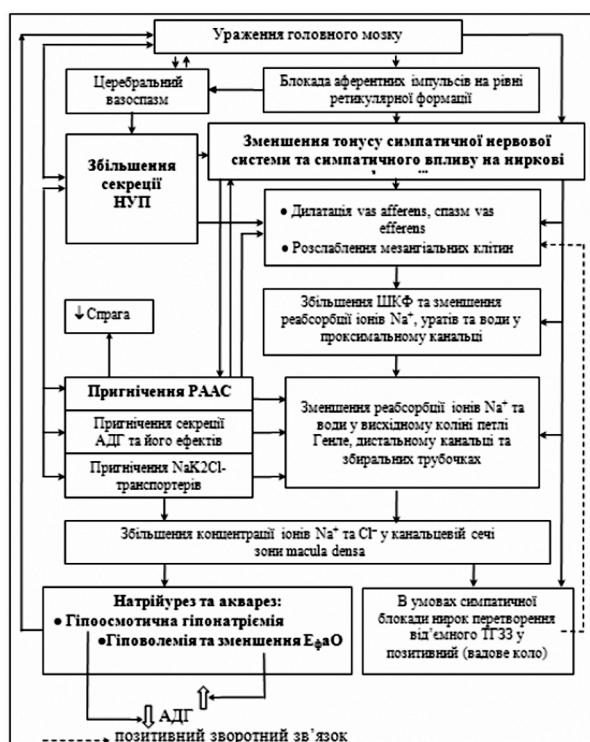 Ураження головного мозку
Церебральний
вазоспазм
Блокада аферентних імпульсів на рівні
ретикулярної формації
Збільшення
секреції
НУП
Зменшення тонусу симпатичної нервової
системи та симпатичного впливу на ниркові
● Дилатація vas afferens, спазм vas
efferens
● Розслаблення мезангіальних клітин
Збільшення ШКФ та зменшення
реабсорбції іонів Na⁺, уратів та води у
проксимальному канальці
↓ Спрага
Пригнічення РААС
Пригнічення секреції
АДГ та його ефектів
Пригнічення NaK2Cl-
транспортерів
Зменшення реабсорбції іонів Na⁺ та
води у висхідному коліні петлі
Генле, дистальному канальці та
збиральних трубочках
Збільшення концентрації іонів Na⁺ та Cl⁻ у канальцевій сечі
зони macula densa
Натрійурез та акварез:
● Гіпоосмотична гіпонатріємія
●Гіповолемія та зменшення ЕфаО
В умовах симпатичної
блокади нирок перетворення
від’ємного ТГЗЗ у
позитивний (вадове коло)
АДГ
позитивний зворотний зв’язок